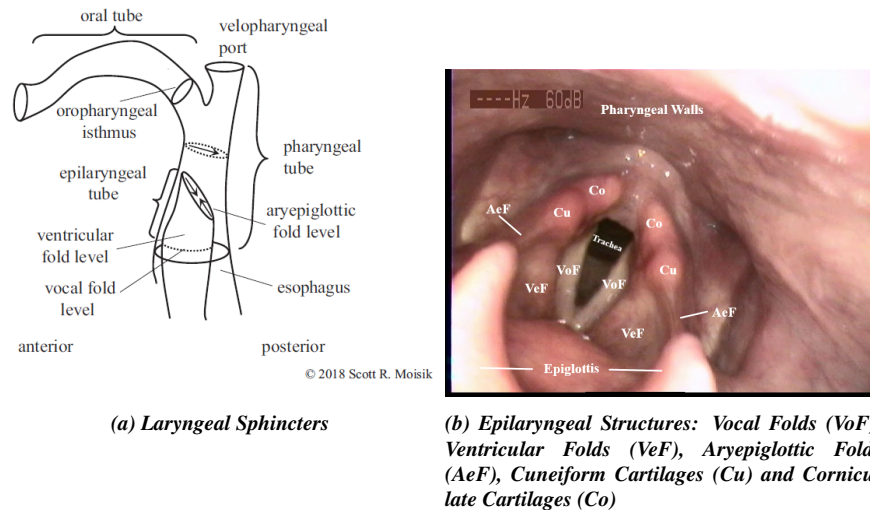 oral tube
velopharyngeal
port
oropharyngeal
isthmus
pharyngeal
tube
epilaryngeal
tube
aryepiglottic
fold level
ventricular
fold level
vocal fold
level
esophagus
anterior
posterior
© 2018 Scott R. Moisik
(a) Laryngeal Sphincters
----Hz 60dB
Pharyngeal Walls
Co
AeF
Cu
Co
Trachea
VoF
Cu
VeF
VoF
AeF
VeF
Epiglottis
(b) Epilaryngeal Structures: Vocal Folds (VoF)
Ventricular Folds (VeF), Aryepiglottic Fold
(AeF), Cuneiform Cartilages (Cu) and Cornicu
late Cartilages (Co)